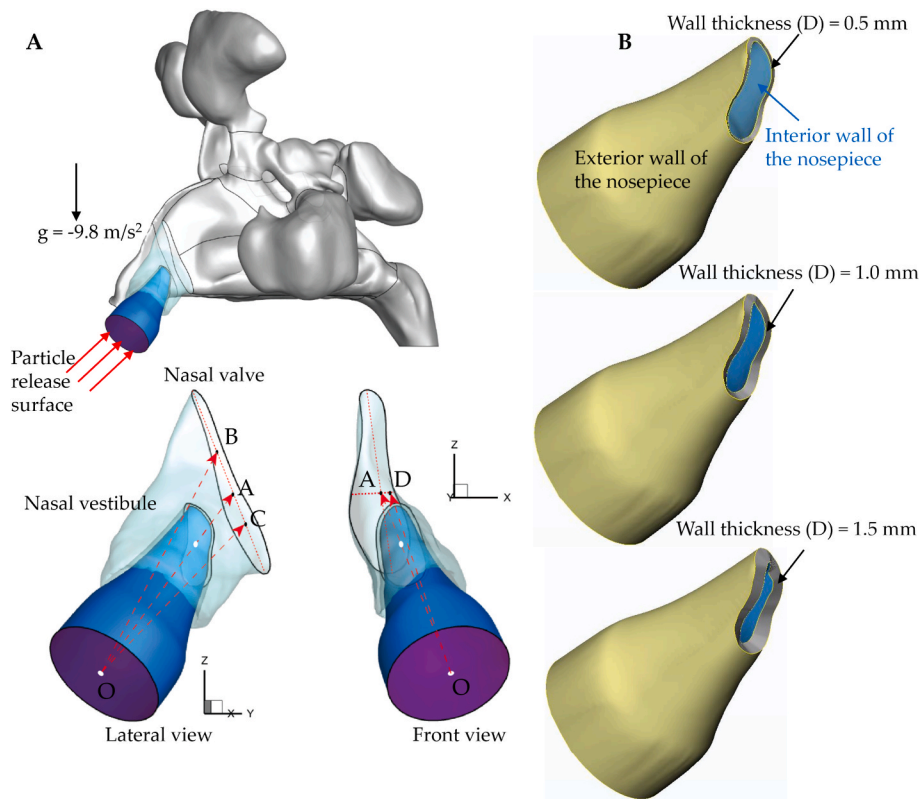 A
g = -9.8 m/s²
Particle
release
surface
Nasal valve
B
A
C
Nasal vestibule
O
Z
X
Y
Lateral view
A
D
Z
Y
X
O
Front view
B
Wall thickness (D) = 0.5 mm
Interior wall of
the nosepiece
Exterior wall of
the nosepiece
Wall thickness (D) = 1.0 mm
Wall thickness (D) = 1.5 mm